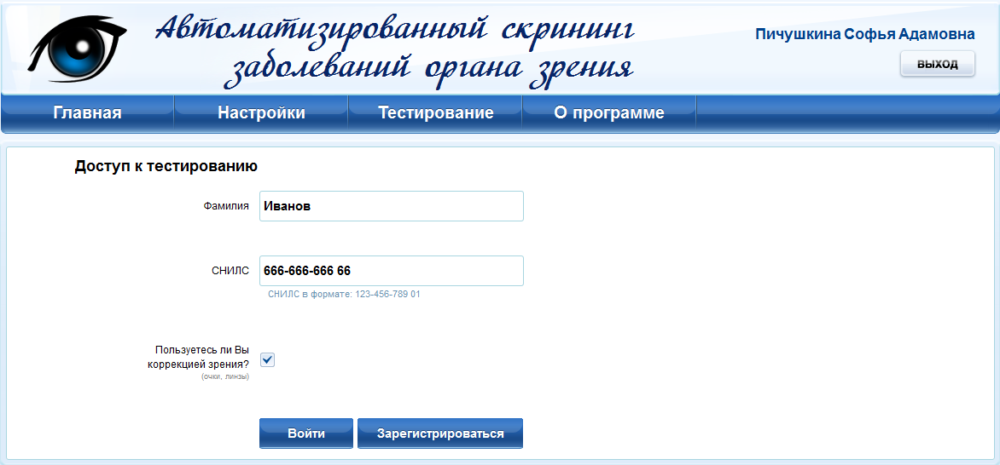 Автоматизированный скрининг
заболеваний органа зрения
Пичушкина Софья Адамовна
ВЫХОД
Главная
Настройки
Тестирование
О программе
Доступ к тестированию
Фамилия
Иванов
СНИЛС
666-666-666 66
СНИЛС в формате: 123-456-789 01
Пользуетесь ли Вы
коррекцией зрения?
(очки, линзы)
Войти
Зарегистрироваться